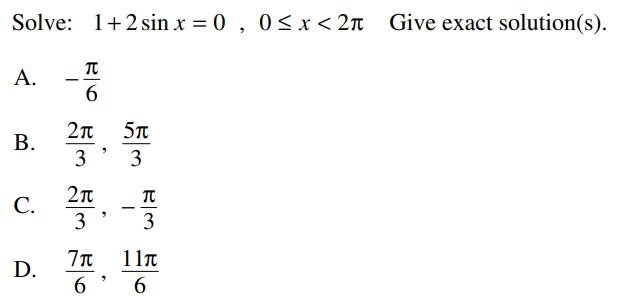 Solve: 1 + 2 sin x = 0 , 0 ≤ x < 2π Give exact solution(s).
A. −π/6
B. 2π/3 , 5π/3
C. 2π/3 , −π/3
D. 7π/6 , 11π/6